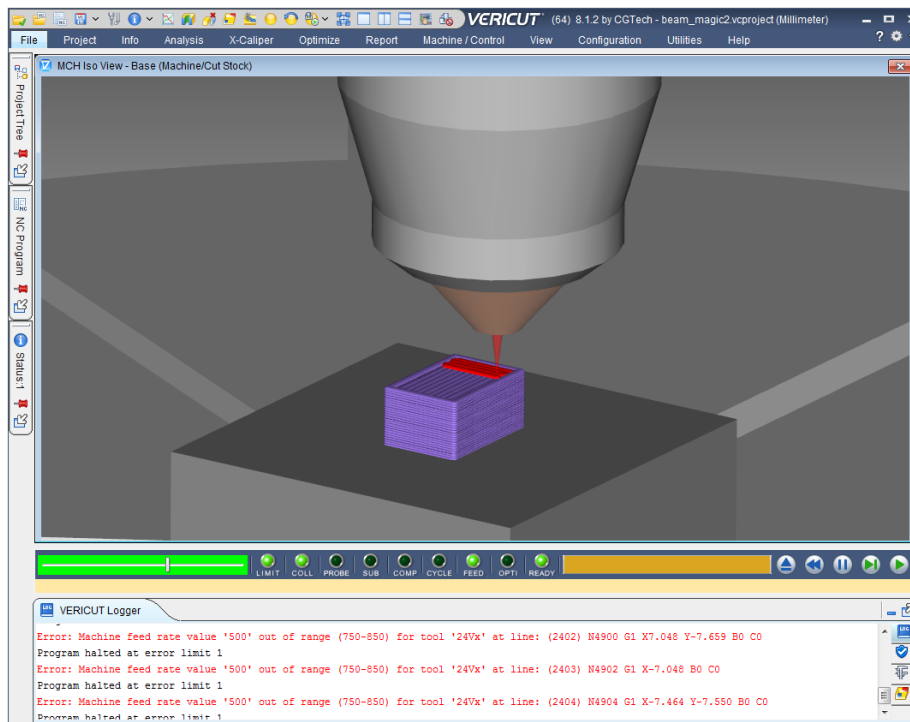 VERICUT (64) 8.1.2 by CGTech - beam_magic2.vcproject (Millimeter)
File Project Info Analysis X-Caliper Optimize Report Machine / Control View Configuration Utilities Help
MCH Iso View - Base (Machine/Cut Stock)
Project Tree
NC Program
Status:1
LIMIT COLL PROBE SUB COMP CYCLE FEED OPTI READY
VERICUT Logger
Error: Machine feed rate value '500' out of range (750-850) for tool '24Vx' at line: (2402) N4900 G1 X7.048 Y-7.659 B0 C0
Program halted at error limit 1
Error: Machine feed rate value '500' out of range (750-850) for tool '24Vx' at line: (2403) N4902 G1 X-7.048 B0 C0
Program halted at error limit 1
Error: Machine feed rate value '500' out of range (750-850) for tool '24Vx' at line: (2404) N4904 G1 X-7.464 Y-7.550 B0 C0
Program halted at error limit 1